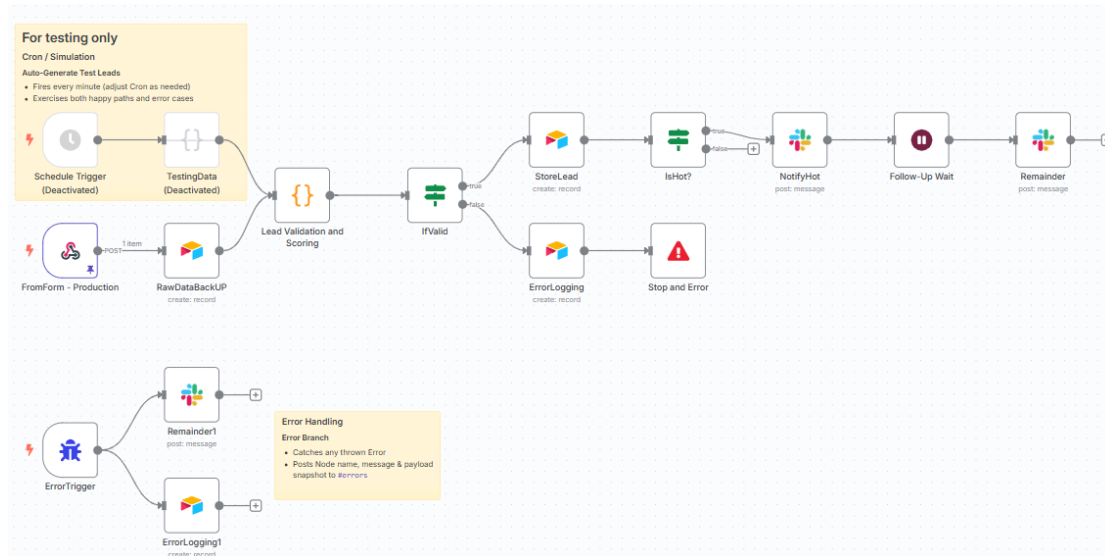 For testing only
Cron / Simulation
Auto-Generate Test Leads
Fires every minute (adjust Cron as needed)
Exercises both happy paths and error cases
Schedule Trigger
(Deactivated)
TestingData
(Deactivated)
Lead Validation and
Scoring
IfValid
true
false
StoreLead
create: record
IsHot?
true
false
NotifyHot
post: message
Follow-Up Wait
Remainder
post: message
POST
1 item
FromForm - Production
RawDataBackUP
create: record
ErrorLogging
create: record
Stop and Error
Remainder1
post: message
ErrorTrigger
ErrorLogging1
create: record
Error Handling
Error Branch
Catches any thrown Error
Posts Node name, message & payload
snapshot to #errors